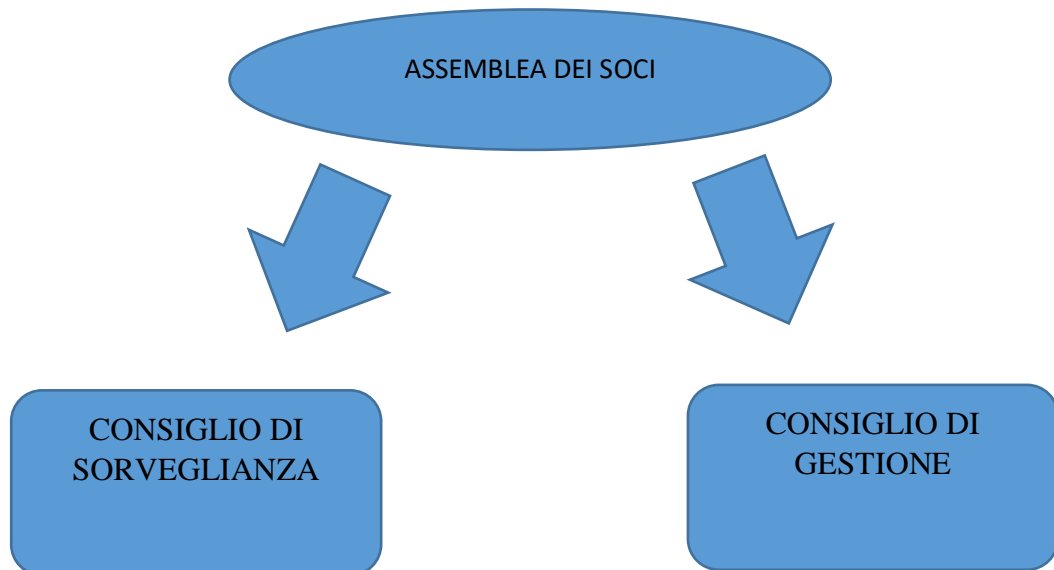 ASSEMBLEA DEI SOCI
CONSIGLIO DI
SORVEGLIANZA
CONSIGLIO DI
GESTIONE